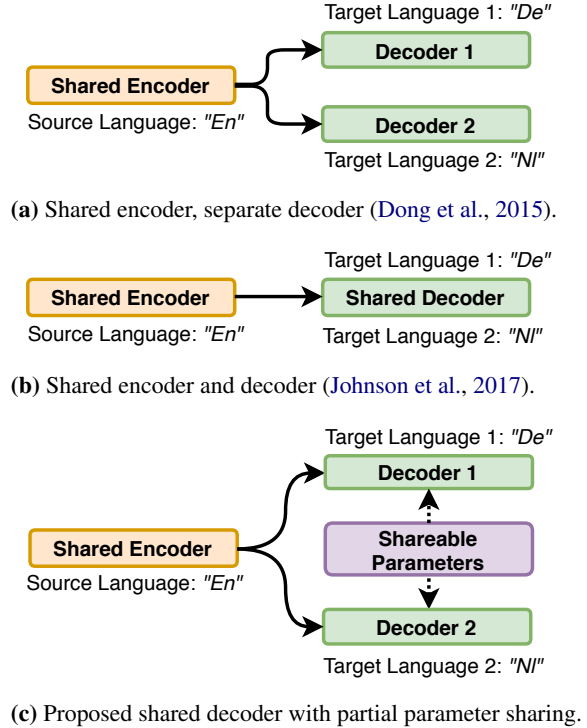 Target Language 1: "De"
Decoder 1
Shared Encoder
Source Language: "En"
Decoder 2
Target Language 2: "Nl"
(a) Shared encoder, separate decoder (Dong et al., 2015).
Target Language 1: "De"
Shared Encoder
Shared Decoder
Source Language: "En"
Target Language 2: "Nl"
(b) Shared encoder and decoder (Johnson et al., 2017).
Target Language 1: "De"
Decoder 1
Shared Encoder
Source Language: "En"
Shareable
Parameters
Decoder 2
Target Language 2: "Nl"
(c) Proposed shared decoder with partial parameter sharing.